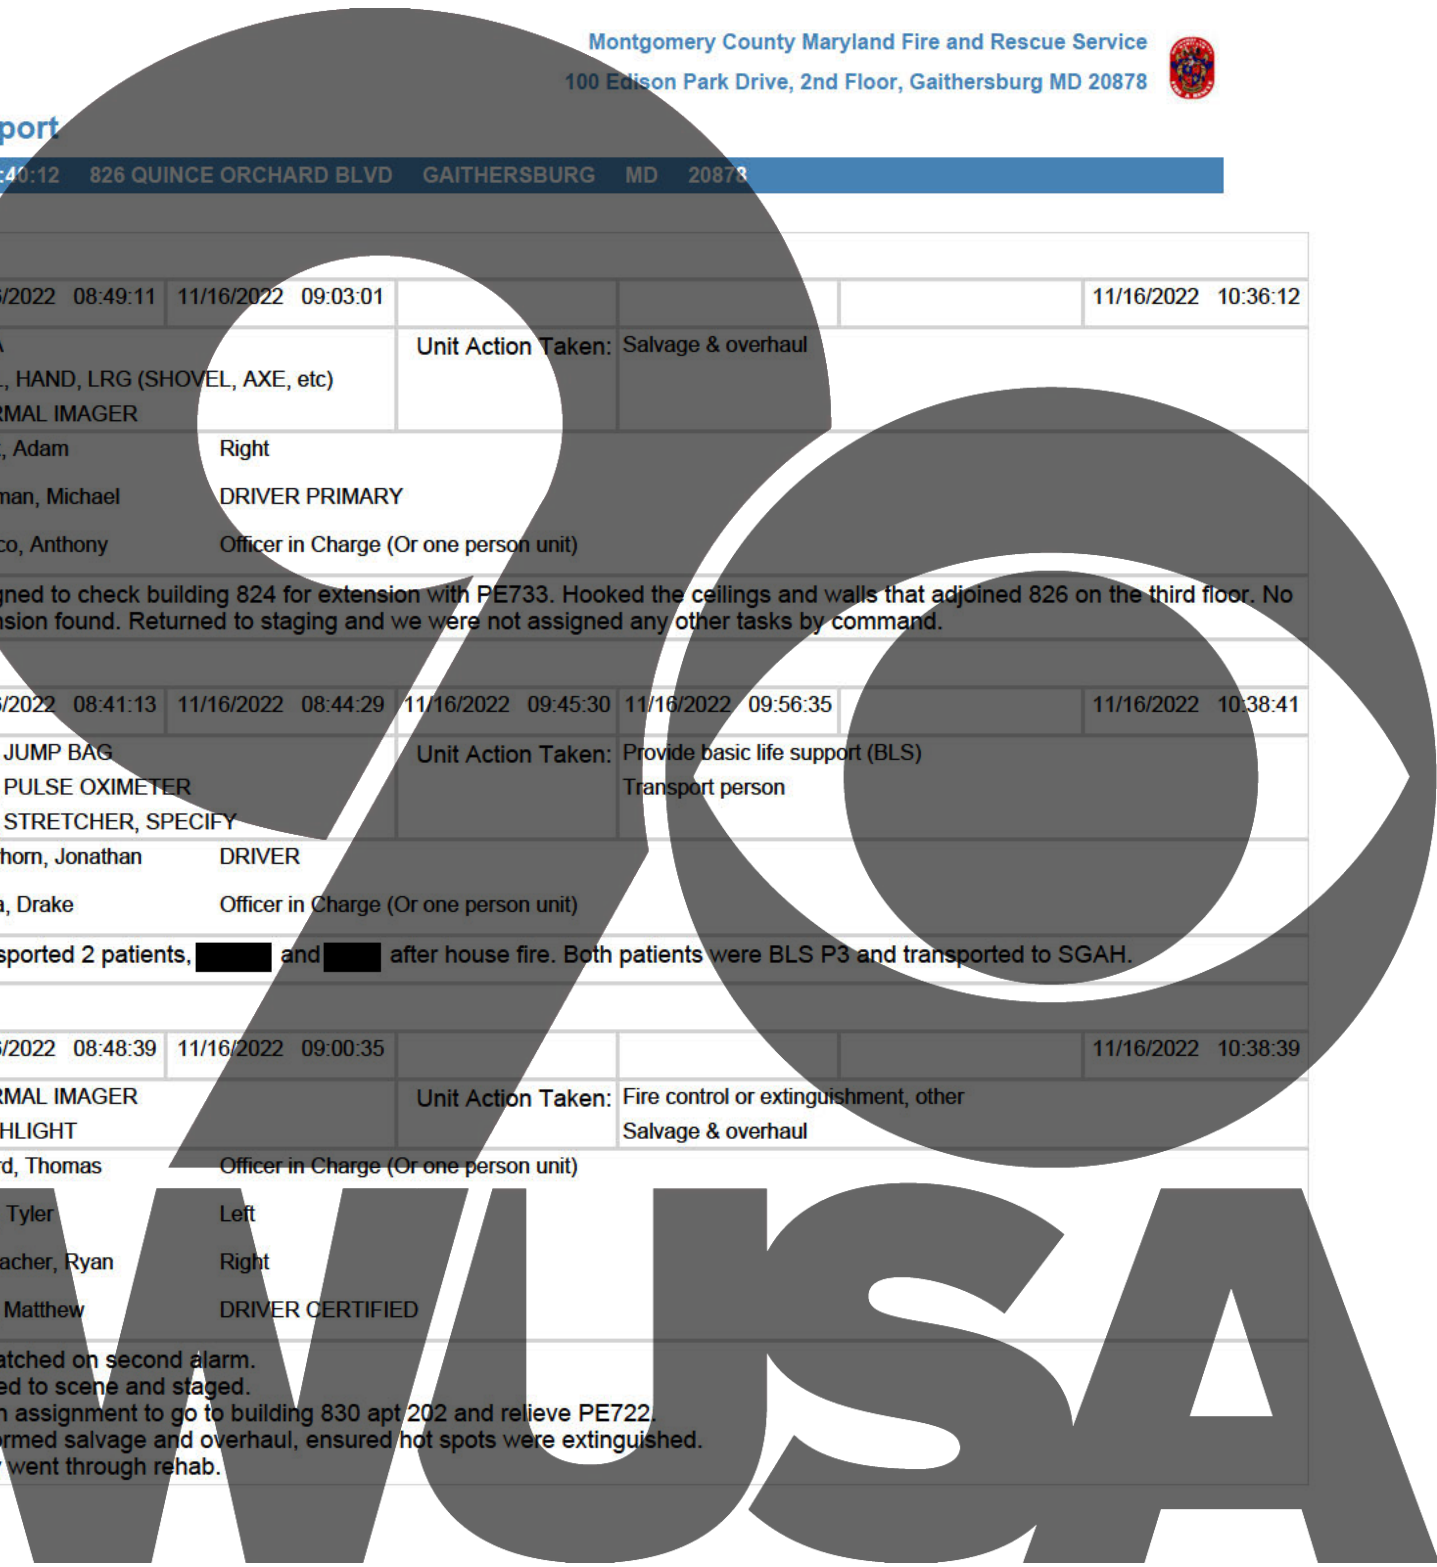 Montgomery County Maryland Fire and Rescue Service
100 Edison Park Drive, 2nd Floor, Gaithersburg MD 20878
port
:40:12 826 QUINCE ORCHARD BLVD GAITHERSBURG MD 20878
/2022 08:49:11 11/16/2022 09:03:01 11/16/2022 10:36:12
Unit Action Taken: Salvage & overhaul
, HAND, LRG (SHOVEL, AXE, etc)
RMAL IMAGER
, Adam Right
man, Michael DRIVER PRIMARY
co, Anthony Officer in Charge (Or one person unit)
gned to check building 824 for extension with PE733. Hooked the ceilings and walls that adjoined 826 on the third floor. No
nsion found. Returned to staging and we were not assigned any other tasks by command.
/2022 08:41:13 11/16/2022 08:44:29 11/16/2022 09:45:30 11/16/2022 09:56:35 11/16/2022 10:38:41
JUMP BAG Unit Action Taken: Provide basic life support (BLS)
PULSE OXIMETER Transport person
STRETCHER, SPECIFY
horn, Jonathan DRIVER
a, Drake Officer in Charge (Or one person unit)
sported 2 patients, and after house fire. Both patients were BLS P3 and transported to SGAH.
/2022 08:48:39 11/16/2022 09:00:35 11/16/2022 10:38:39
RMAL IMAGER Unit Action Taken: Fire control or extinguishment, other
HLIGHT Salvage & overhaul
rd, Thomas Officer in Charge (Or one person unit)
Tyler Left
acher, Ryan Right
Matthew DRIVER CERTIFIED
atched on second alarm.
ed to scene and staged.
n assignment to go to building 830 apt 202 and relieve PE722.
ormed salvage and overhaul, ensured hot spots were extinguished.
went through rehab.
9
WUSA